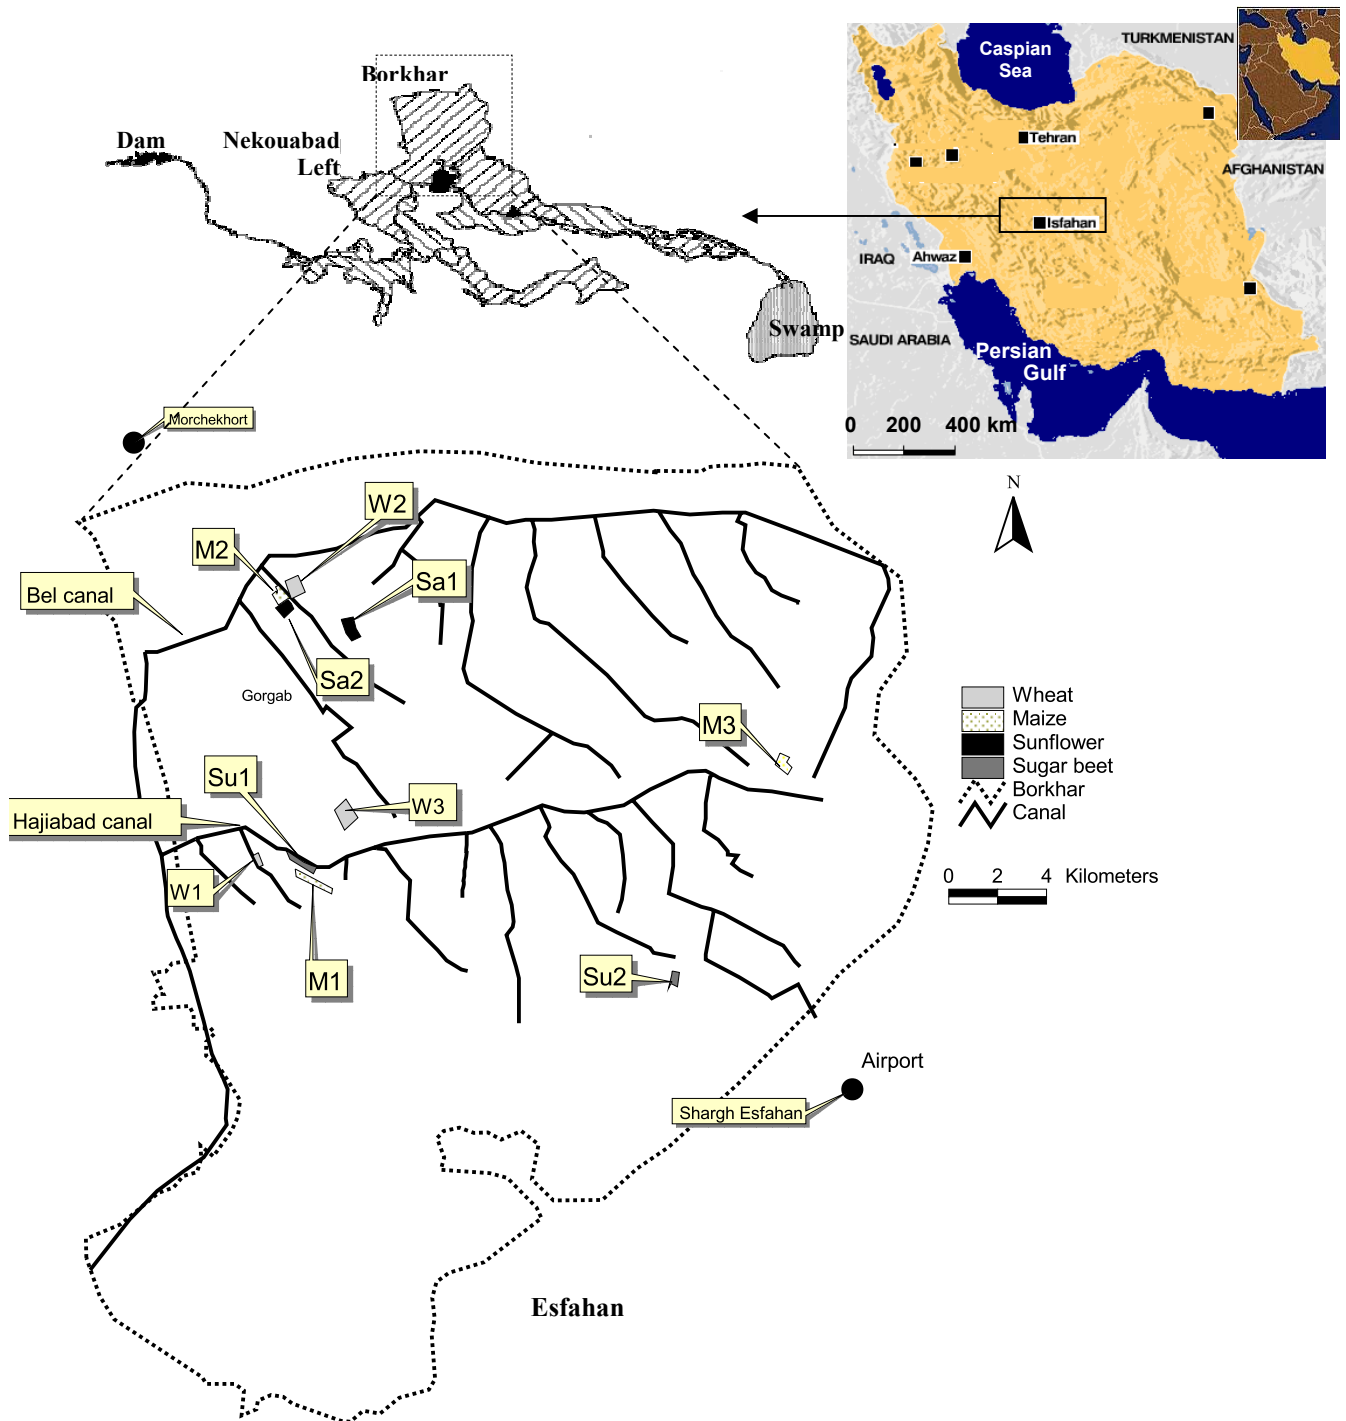 Borkhar
Dam
Nekouabad
Left
Swamp
Caspian
Sea
TURKMENISTAN
Tehran
AFGHANISTAN
Isfahan
IRAQ
Ahwaz
SAUDI ARABIA
Persian
Gulf
0 200 400 km
Morchekhort
N
W2
M2
Sa1
Bel canal
Sa2
Gorgab
M3
Su1
W3
Hajiabad canal
W1
M1
Su2
Wheat
Maize
Sunflower
Sugar beet
Borkhar
Canal
0 2 4 Kilometers
Airport
Shargh Esfahan
Esfahan